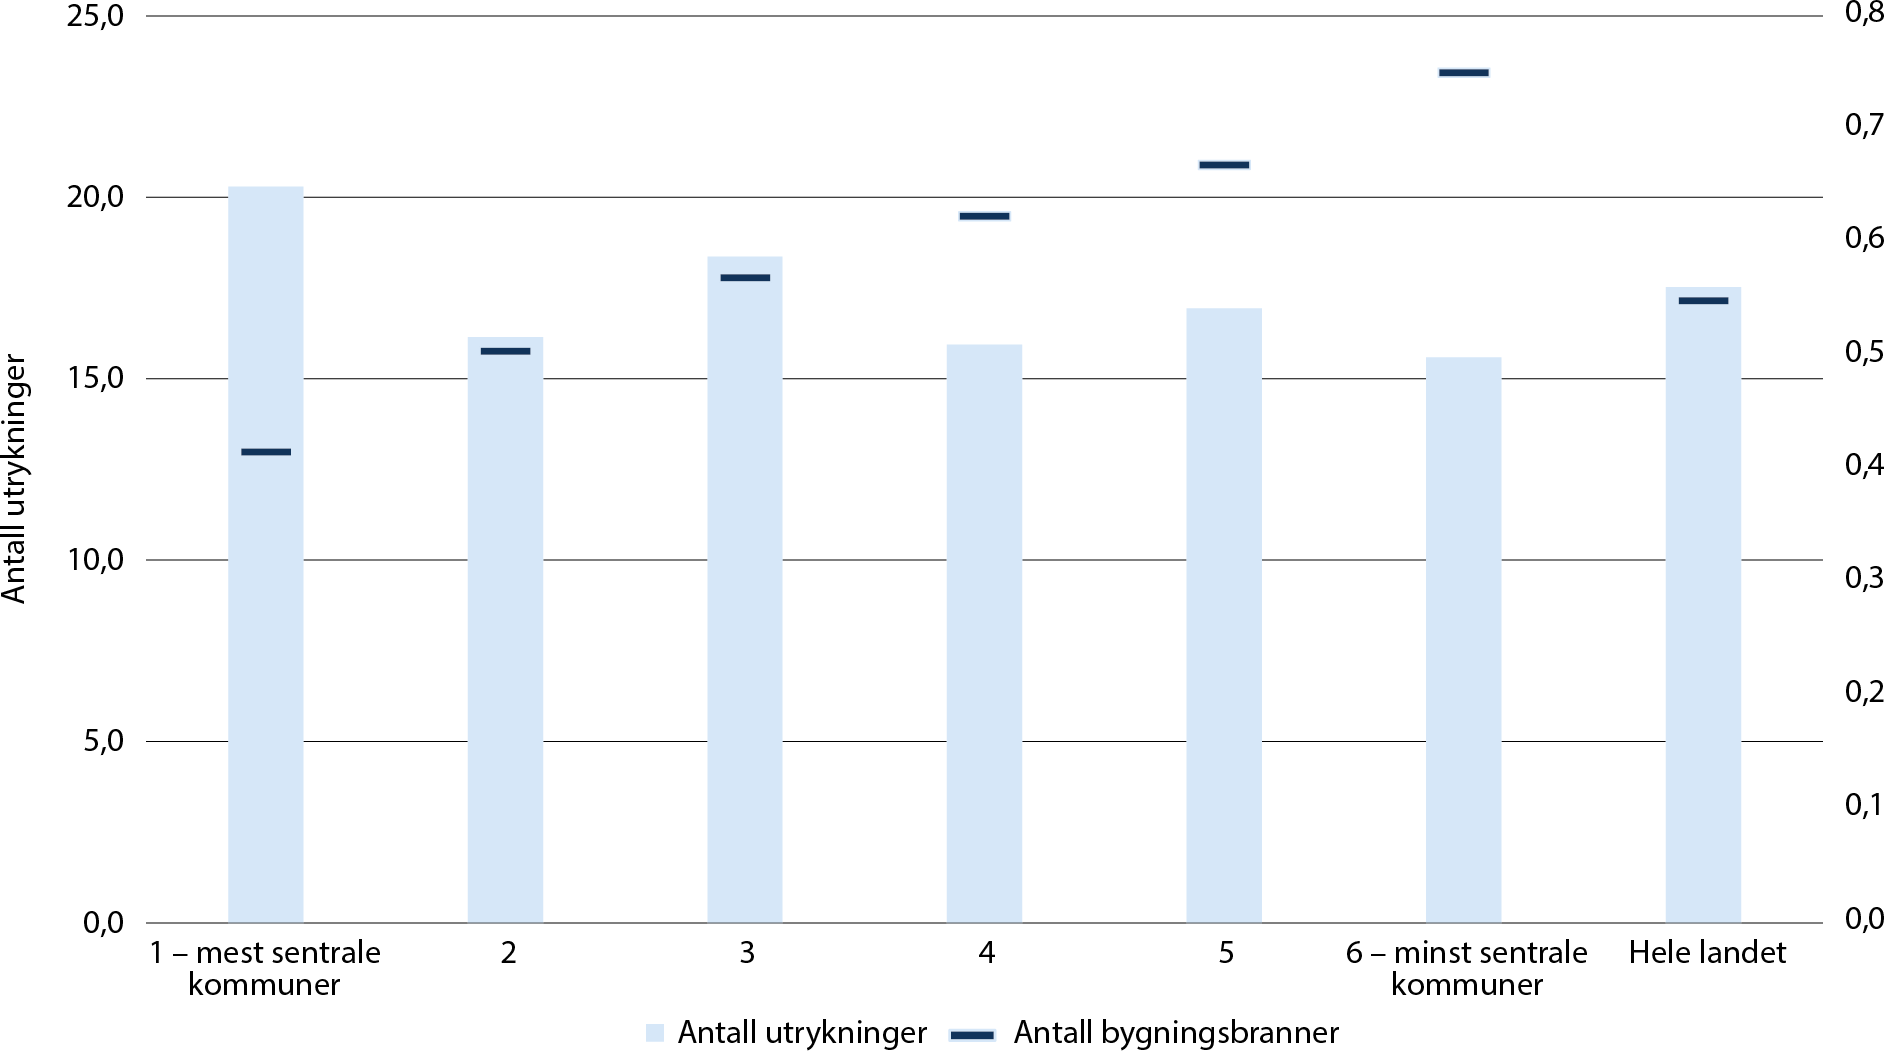 25,0
20,0
15,0
10,0
5,0
0,0
Antall utrykninger
0,8
0,7
0,6
0,5
0,4
0,3
0,2
0,1
0,0
1 – mest sentrale
kommuner
2
3
4
5
6 – minst sentrale
kommuner
Hele landet
Antall utrykninger
Antall bygningsbranner